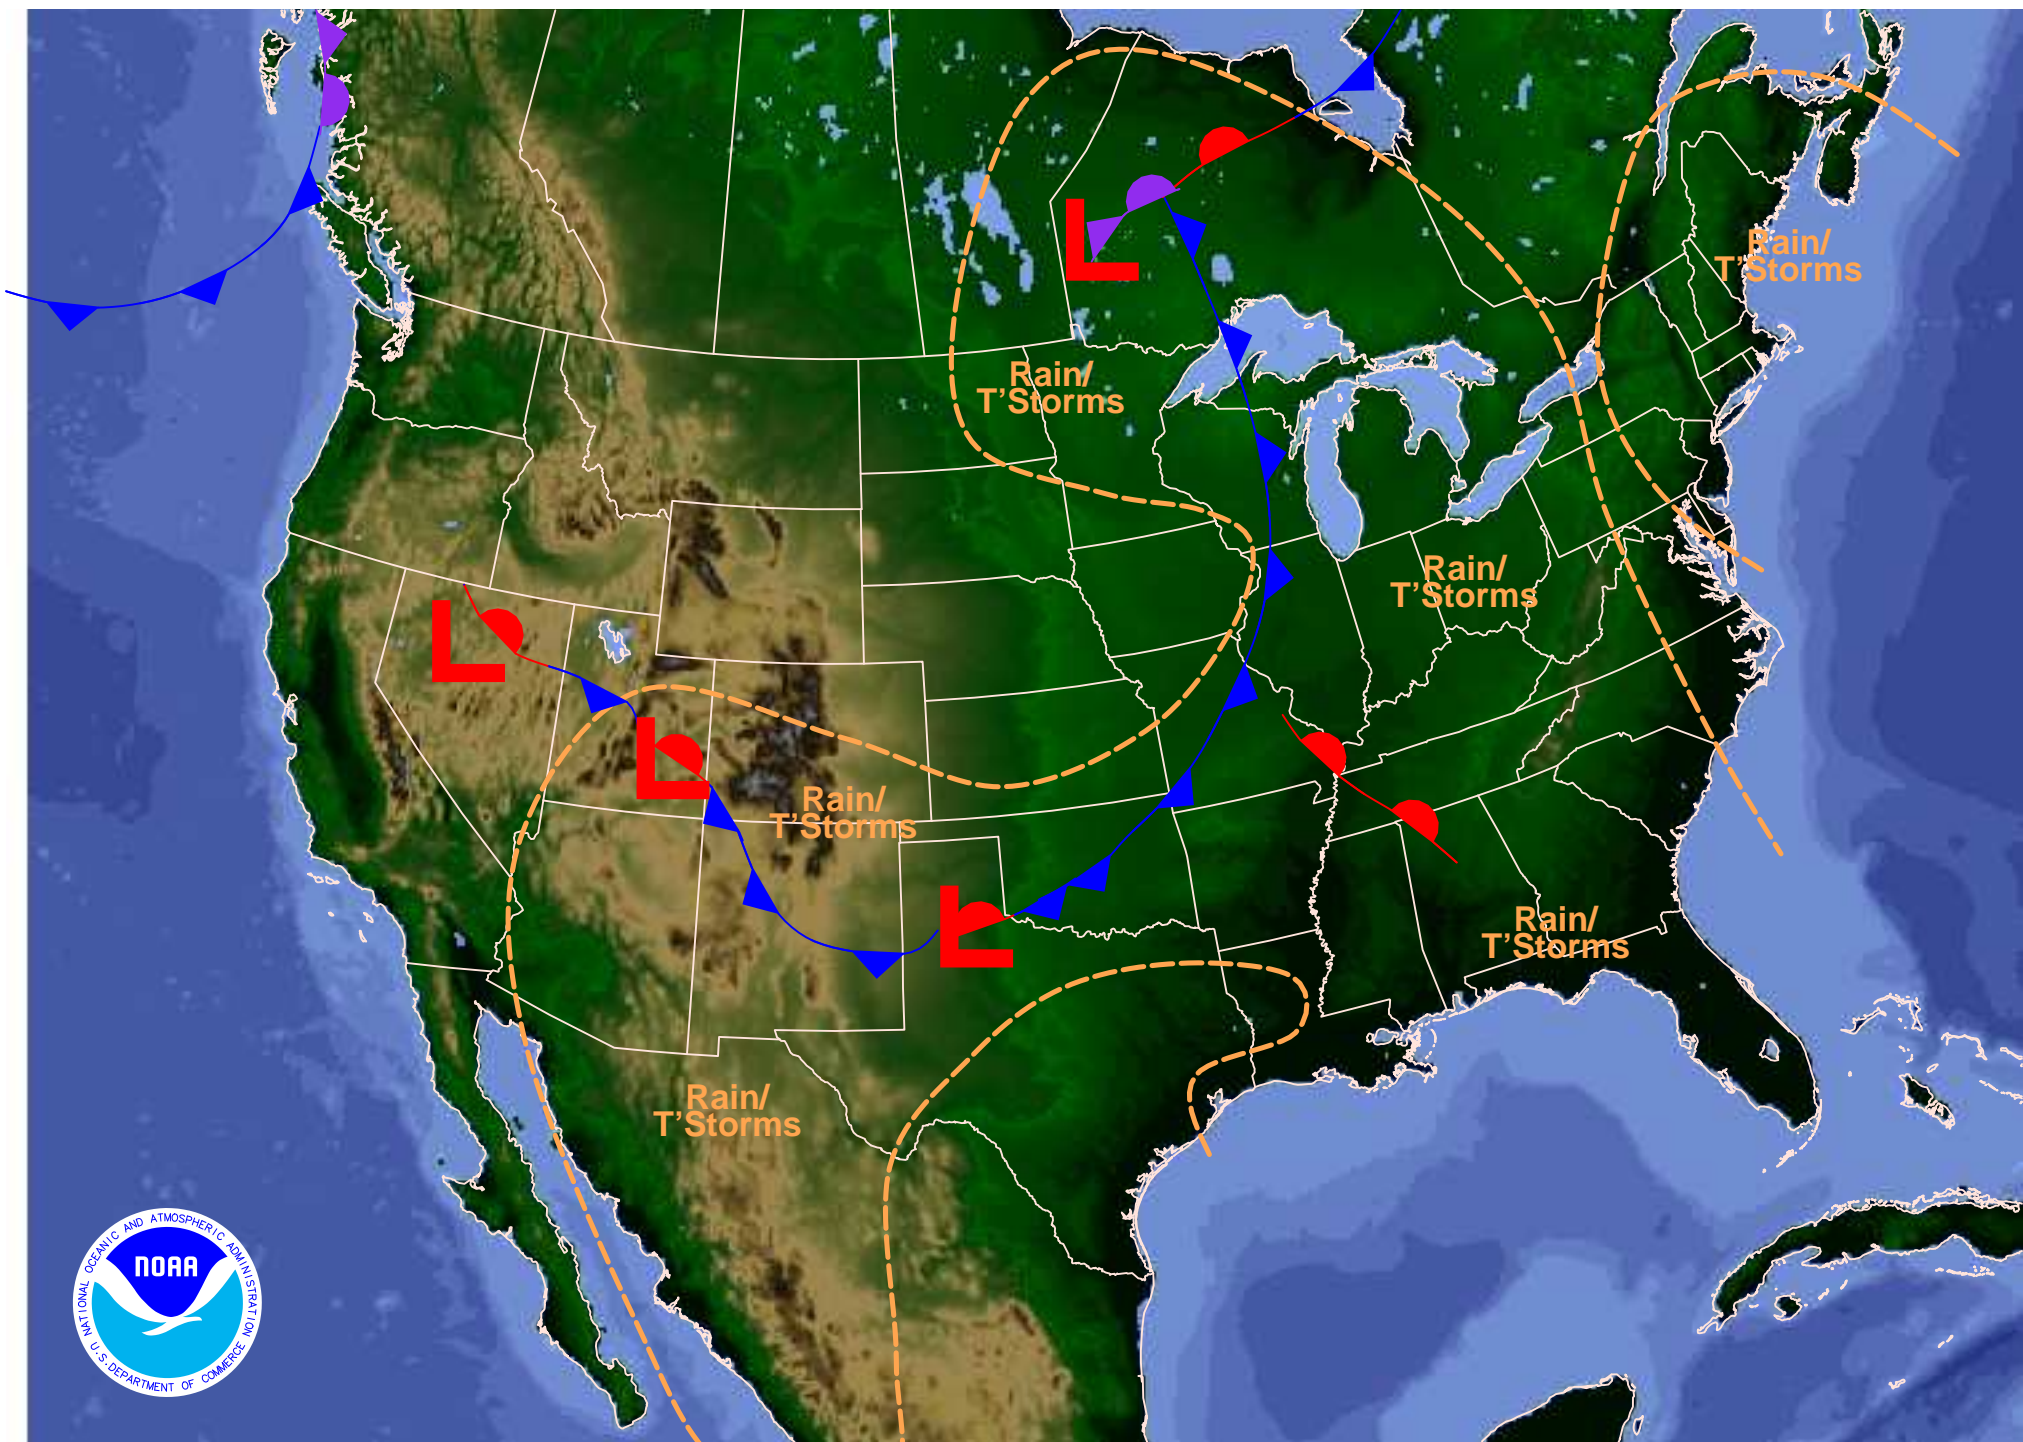 Rain/
T'Storms
Rain/
T'Storms
Rain/
T'Storms
Rain/
T'Storms
Rain/
T'Storms
Rain/
T'Storms
L
L
L
L
NATIONAL OCEANIC AND ATMOSPHERIC ADMINISTRATION
NOAA
U.S. DEPARTMENT OF COMMERCE